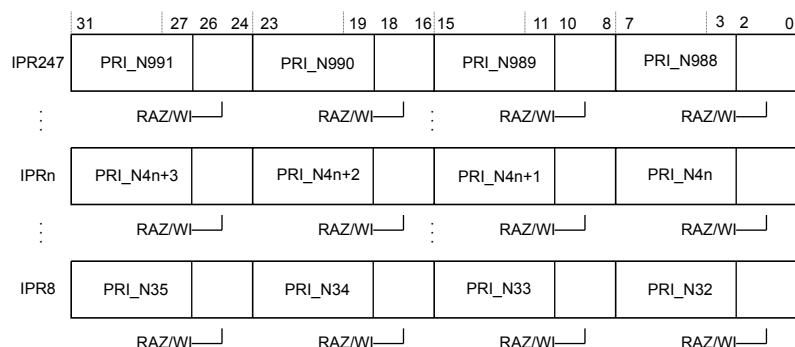 31 27 26 24 23 19 18 16 15 11 10 8 7 3 2 0
IPR247 PRI_N991 PRI_N990 PRI_N989 PRI_N988
RAZ/WI RAZ/WI RAZ/WI RAZ/WI
IPRn PRI_N4n+3 PRI_N4n+2 PRI_N4n+1 PRI_N4n
RAZ/WI RAZ/WI RAZ/WI RAZ/WI
IPR8 PRI_N35 PRI_N34 PRI_N33 PRI_N32
RAZ/WI RAZ/WI RAZ/WI RAZ/WI